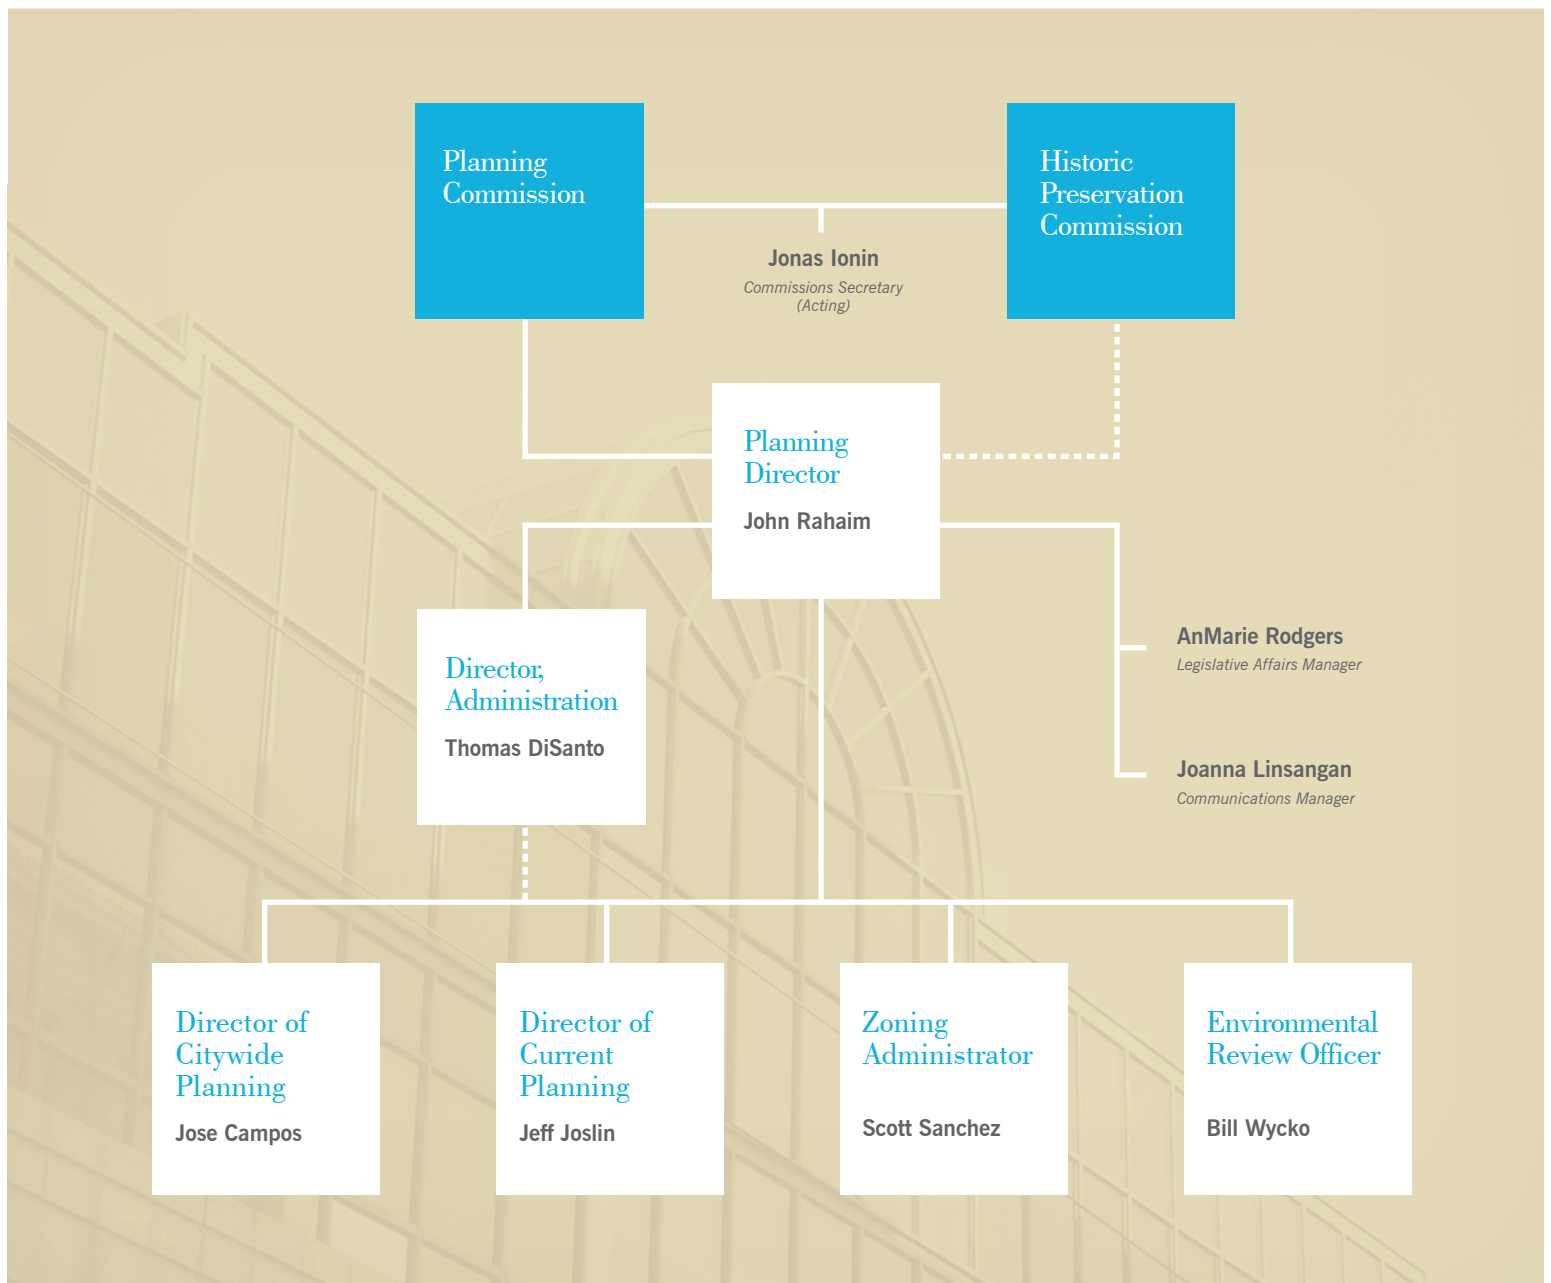 Planning
Commission
Historic
Preservation
Commission
Jonas Ionin
Commissions Secretary
(Acting)
Planning
Director
John Rahaim
Director,
Administration
Thomas DiSanto
AnMarie Rodgers
Legislative Affairs Manager
Joanna Linsangan
Communications Manager
Director of
Citywide
Planning
Jose Campos
Director of
Current
Planning
Jeff Joslin
Zoning
Administrator
Scott Sanchez
Environmental
Review Officer
Bill Wycko